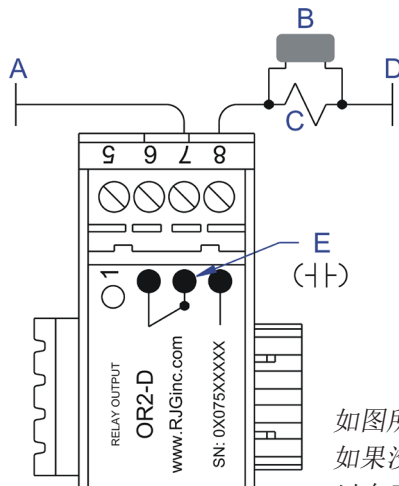 B
A
D
C
5 6 7 8
E
1
RELAY OUTPUT
OR2-D
www.RJGinc.com
SN: 0X075XXXXX
如图所
如果没